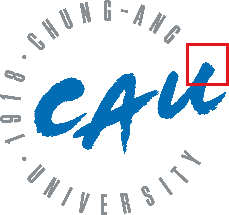 1918 · CHUNG-ANG
CAU
· UNIVERSITY ·